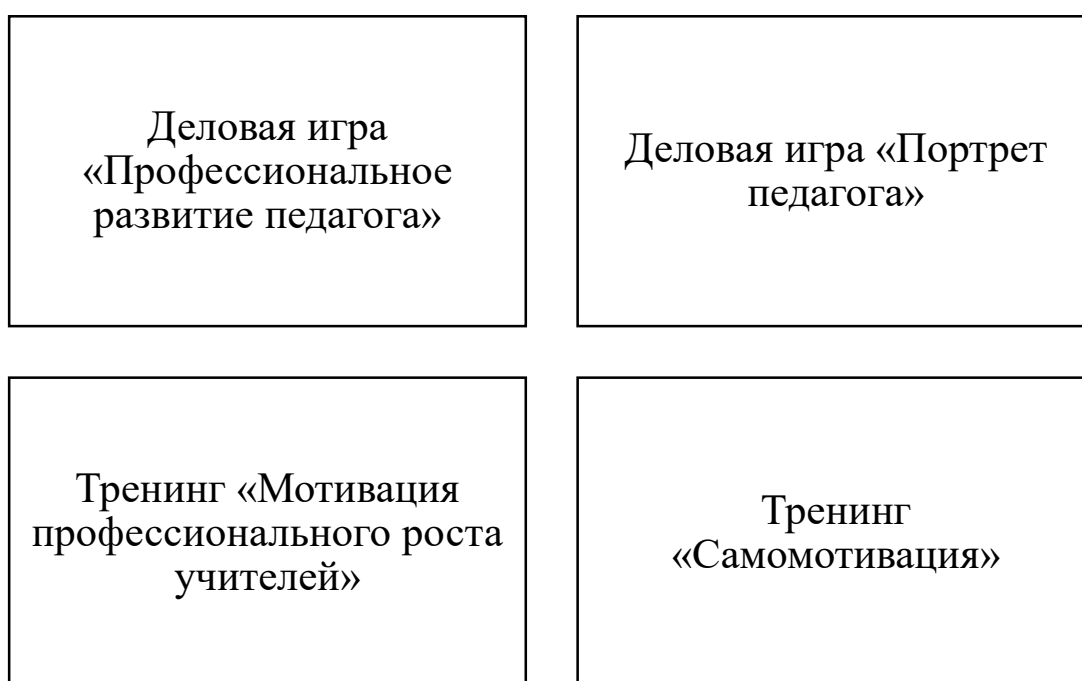 Деловая игра
«Профессиональное
развитие педагога»
Деловая игра «Портрет
педагога»
Тренинг «Мотивация
профессионального роста
учителей»
Тренинг
«Самомотивация»